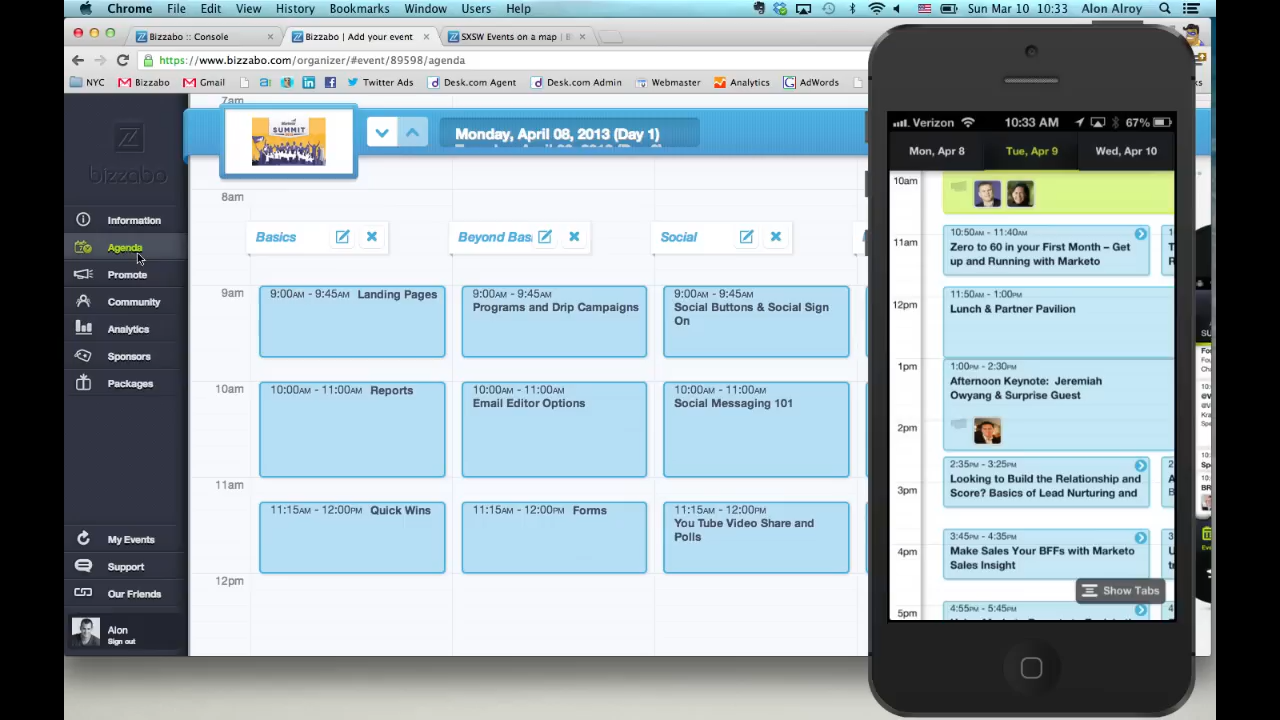 Chrome File Edit View History Bookmarks Window Users Help
Sun Mar 10 10:33 Alon Alroy
Bizzabo :: Console
Bizzabo | Add your event
SXSW Events on a map | B
https://www.bizzabo.com/organizer/#event/89598/agenda
NYC Bizzabo Gmail Twitter Ads Desk.com Agent Desk.com Admin Webmaster Analytics AdWords
bizzabo
Information
Agenda
Promote
Community
Analytics
Sponsors
Packages
My Events
Support
Our Friends
Alon
Sign out
7am
SUMMIT
Monday, April 08, 2013 (Day 1)
8am
Basics
Beyond Bas
Social
9am
9:00AM - 9:45AM Landing Pages
9:00AM - 9:45AM
Programs and Drip Campaigns
9:00AM - 9:45AM
Social Buttons & Social Sign
On
10am
10:00AM - 11:00AM Reports
10:00AM - 11:00AM
Email Editor Options
10:00AM - 11:00AM
Social Messaging 101
11am
11:15AM - 12:00PM Quick Wins
11:15AM - 12:00PM Forms
11:15AM - 12:00PM
You Tube Video Share and
Polls
12pm
Verizon 10:33 AM 67%
Mon, Apr 8 Tue, Apr 9 Wed, Apr 10
10am
10:50AM - 11:40AM
11am
Zero to 60 in your First Month – Get
up and Running with Marketo
11:50AM - 1:00PM
12pm
Lunch & Partner Pavilion
1pm
1:00PM - 2:30PM
Afternoon Keynote: Jeremiah
Owyang & Surprise Guest
2pm
2:35PM - 3:25PM
Looking to Build the Relationship and
3pm
Score? Basics of Lead Nurturing and
3:45PM - 4:35PM
4pm
Make Sales Your BFFs with Marketo
Sales Insight
Show Tabs
5pm
4:55PM - 5:45PM